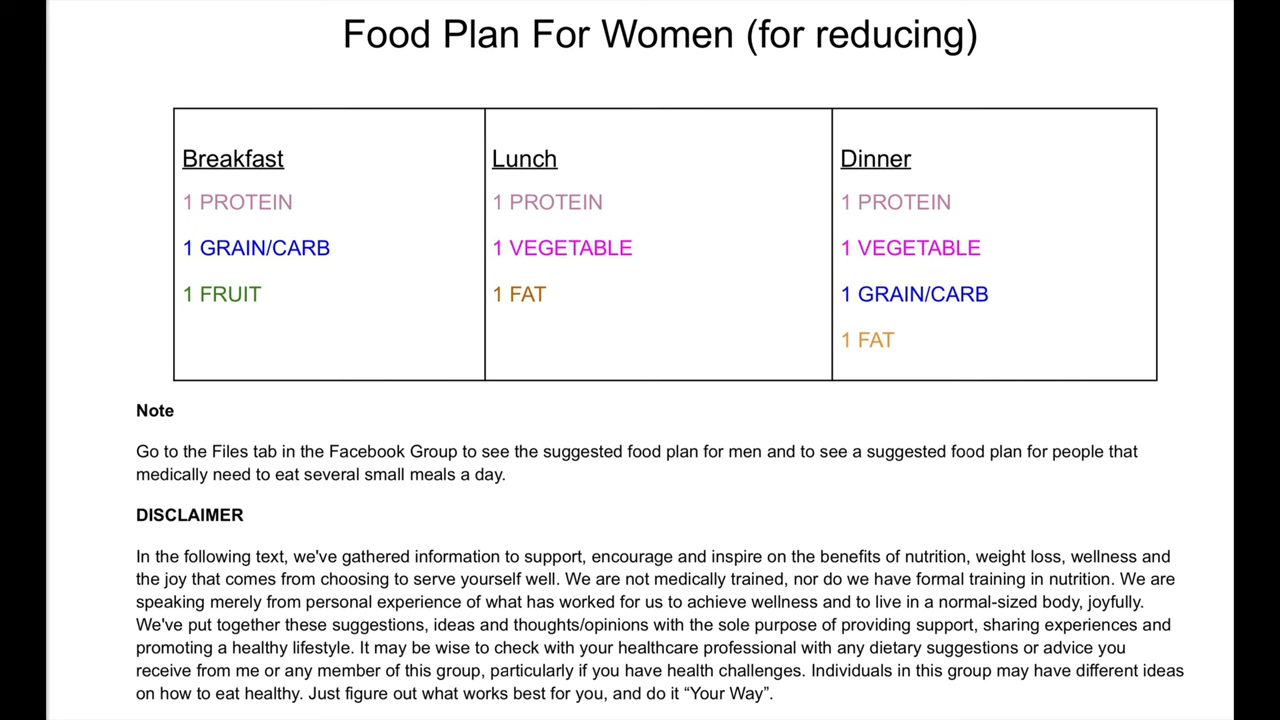 Food Plan For Women (for reducing)
Breakfast
1 PROTEIN
1 GRAIN/CARB
1 FRUIT
Lunch
1 PROTEIN
1 VEGETABLE
1 FAT
Dinner
1 PROTEIN
1 VEGETABLE
1 GRAIN/CARB
1 FAT
Note
Go to the Files tab in the Facebook Group to see the suggested food plan for men and to see a suggested food plan for people that
medically need to eat several small meals a day.
DISCLAIMER
In the following text, we've gathered information to support, encourage and inspire on the benefits of nutrition, weight loss, wellness and
the joy that comes from choosing to serve yourself well. We are not medically trained, nor do we have formal training in nutrition. We are
speaking merely from personal experience of what has worked for us to achieve wellness and to live in a normal-sized body, joyfully.
We've put together these suggestions, ideas and thoughts/opinions with the sole purpose of providing support, sharing experiences and
promoting a healthy lifestyle. It may be wise to check with your healthcare professional with any dietary suggestions or advice you
receive from me or any member of this group, particularly if you have health challenges. Individuals in this group may have different ideas
on how to eat healthy. Just figure out what works best for you, and do it “Your Way”.